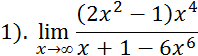 1). lim x→∞ (2x² − 1)x⁴ / (x + 1 − 6x⁶)